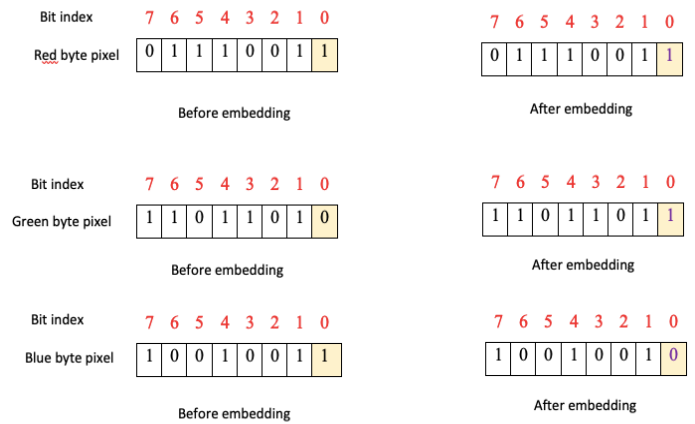 Bit index 7 6 5 4 3 2 1 0 7 6 5 4 3 2 1 0
Red byte pixel 0 1 1 1 0 0 1 1 0 1 1 1 0 0 1 1
Before embedding After embedding
Bit index 7 6 5 4 3 2 1 0 7 6 5 4 3 2 1 0
Green byte pixel 1 1 0 1 1 0 1 0 1 1 0 1 1 0 1 1
Before embedding After embedding
Bit index 7 6 5 4 3 2 1 0 7 6 5 4 3 2 1 0
Blue byte pixel 1 0 0 1 0 0 1 1 1 0 0 1 0 0 1 0
Before embedding After embedding